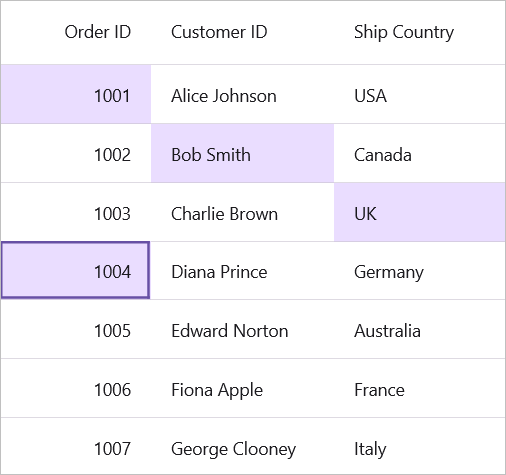 Order ID Customer ID Ship Country
1001 Alice Johnson USA
1002 Bob Smith Canada
1003 Charlie Brown UK
1004 Diana Prince Germany
1005 Edward Norton Australia
1006 Fiona Apple France
1007 George Clooney Italy